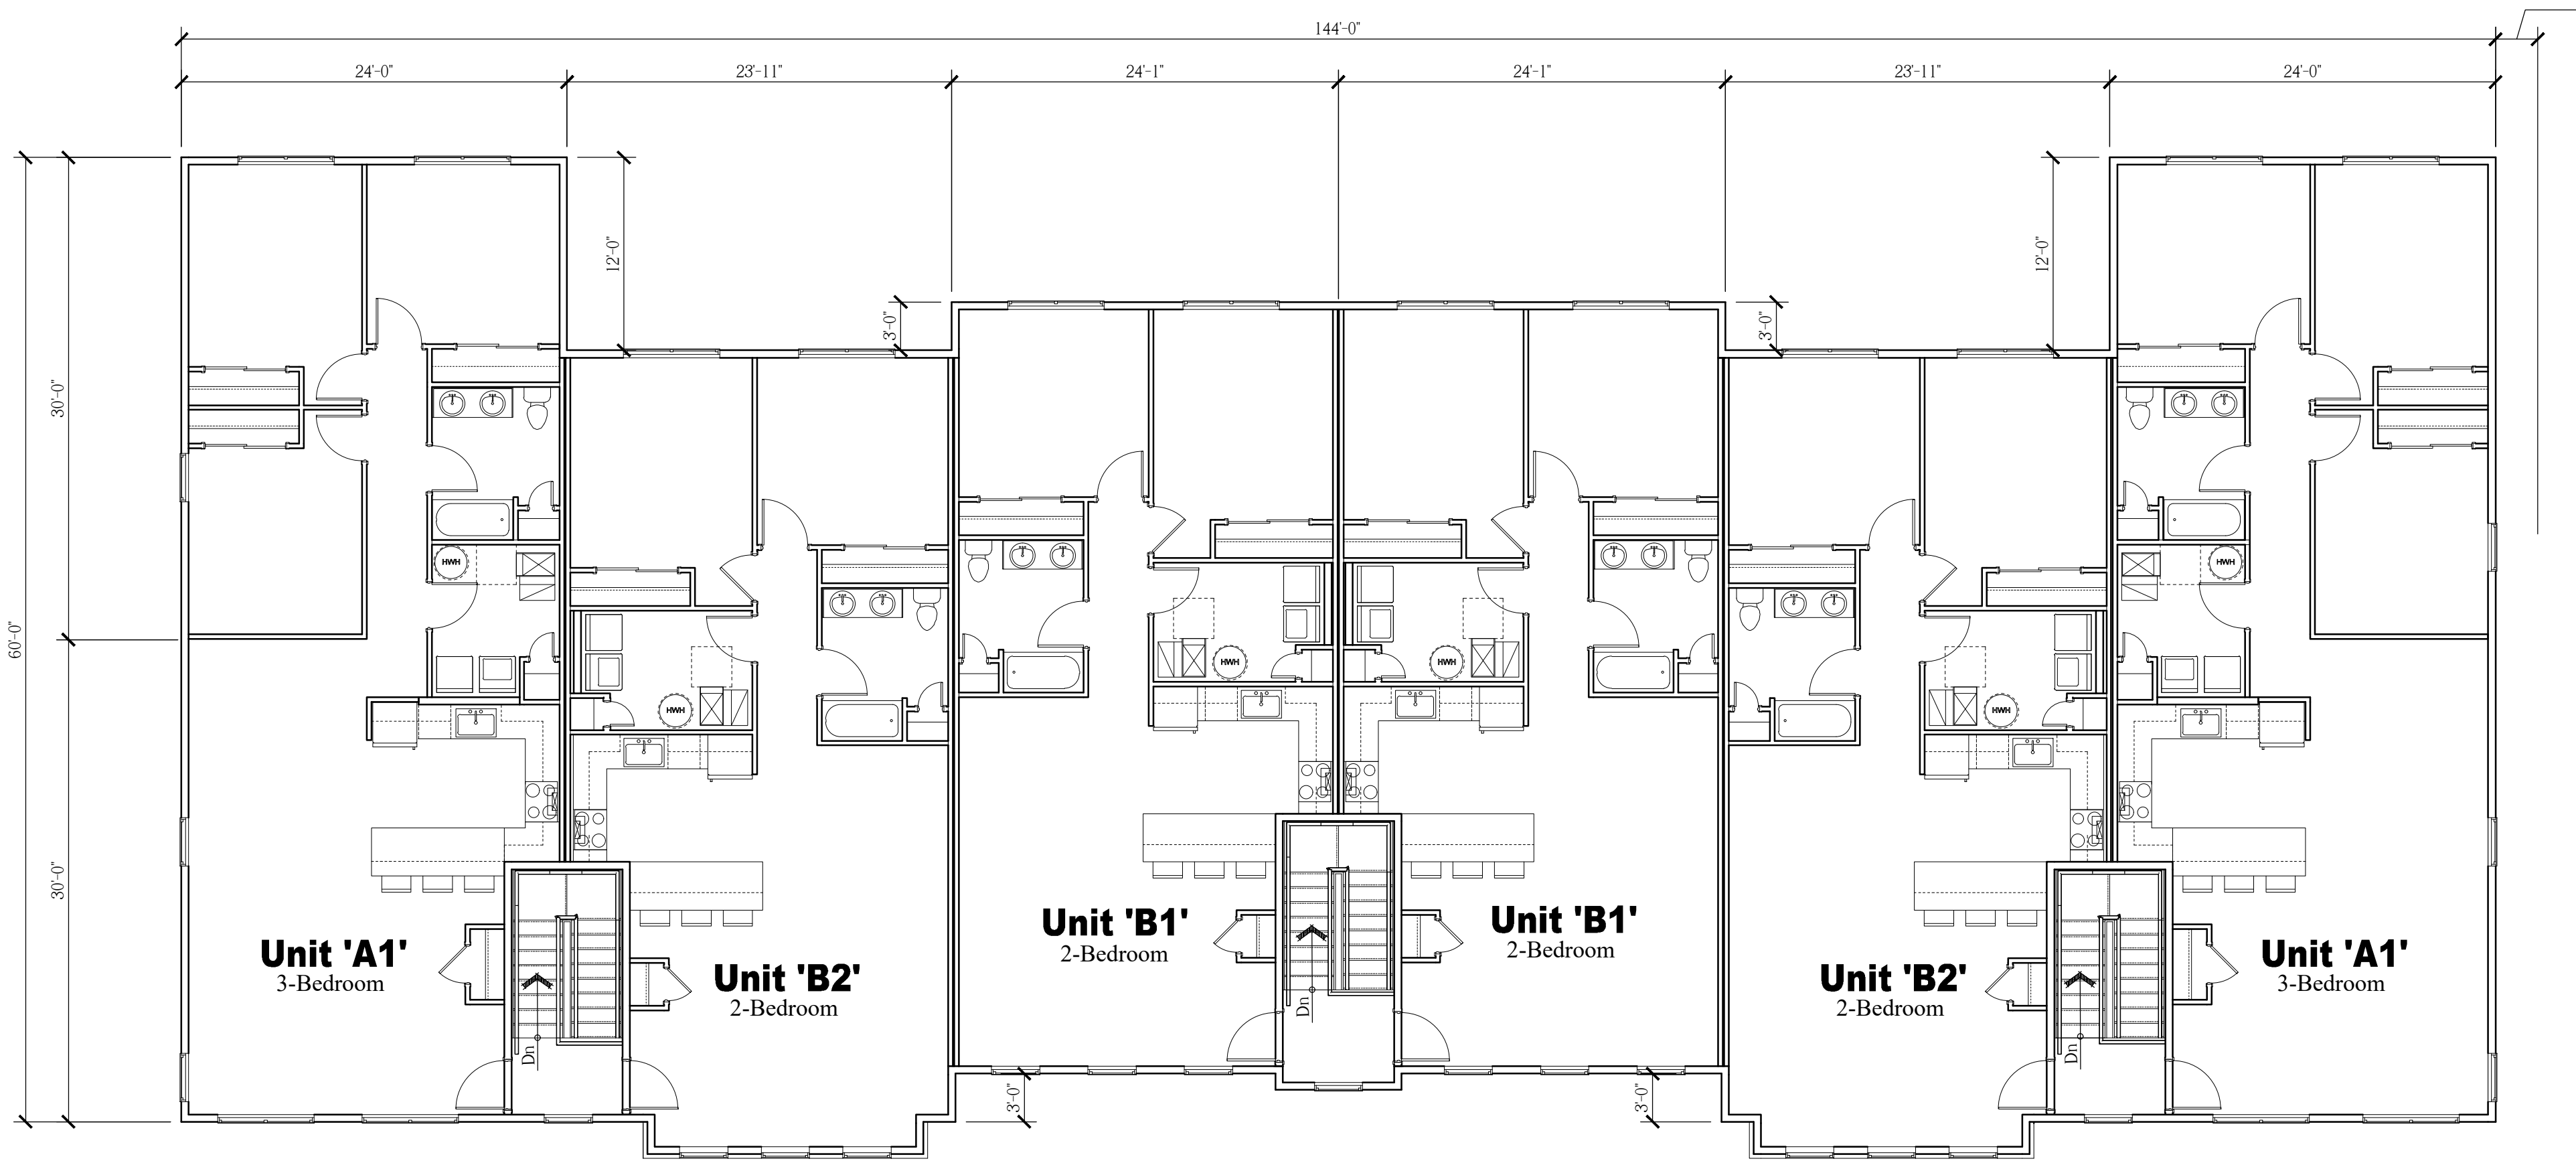 144'-0"
24'-0"
23'-11"
24'-1"
24'-1"
23'-11"
24'-0"
12'-0"
12'-0"
3'-0"
3'-0"
30'-0"
60'-0"
30'-0"
HWH
HWH
HWH
HWH
HWH
HWH
Unit 'A1'
3-Bedroom
Unit 'B2'
2-Bedroom
Unit 'B1'
2-Bedroom
Unit 'B1'
2-Bedroom
Unit 'B2'
2-Bedroom
Unit 'A1'
3-Bedroom
Dn
Dn
Dn
3'-0"
3'-0"